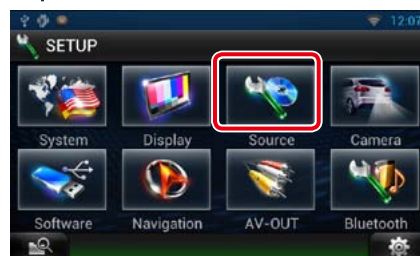 12:07
SETUP
System Display Source Camera
Software Navigation AV-OUT Bluetooth